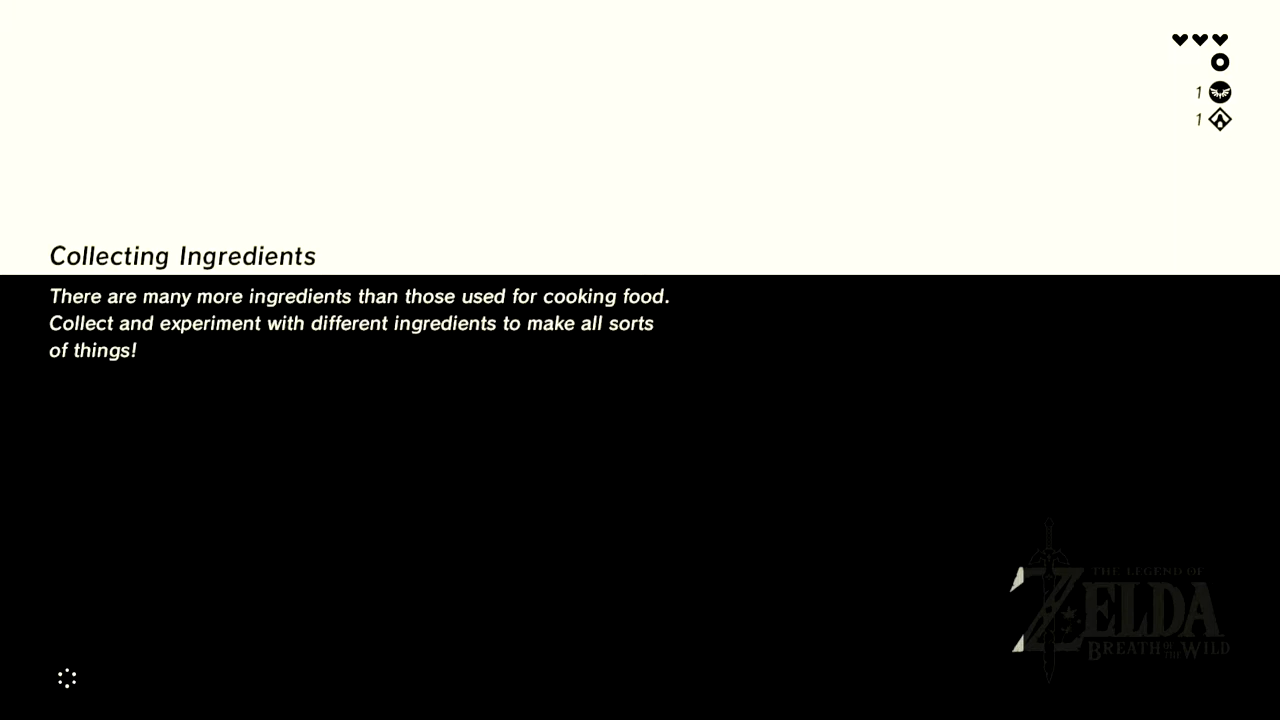 1
1
Collecting Ingredients
There are many more ingredients than those used for cooking food.
Collect and experiment with different ingredients to make all sorts
of things!
THE LEGEND OF
ZELDA
BREATH OF THE WILD